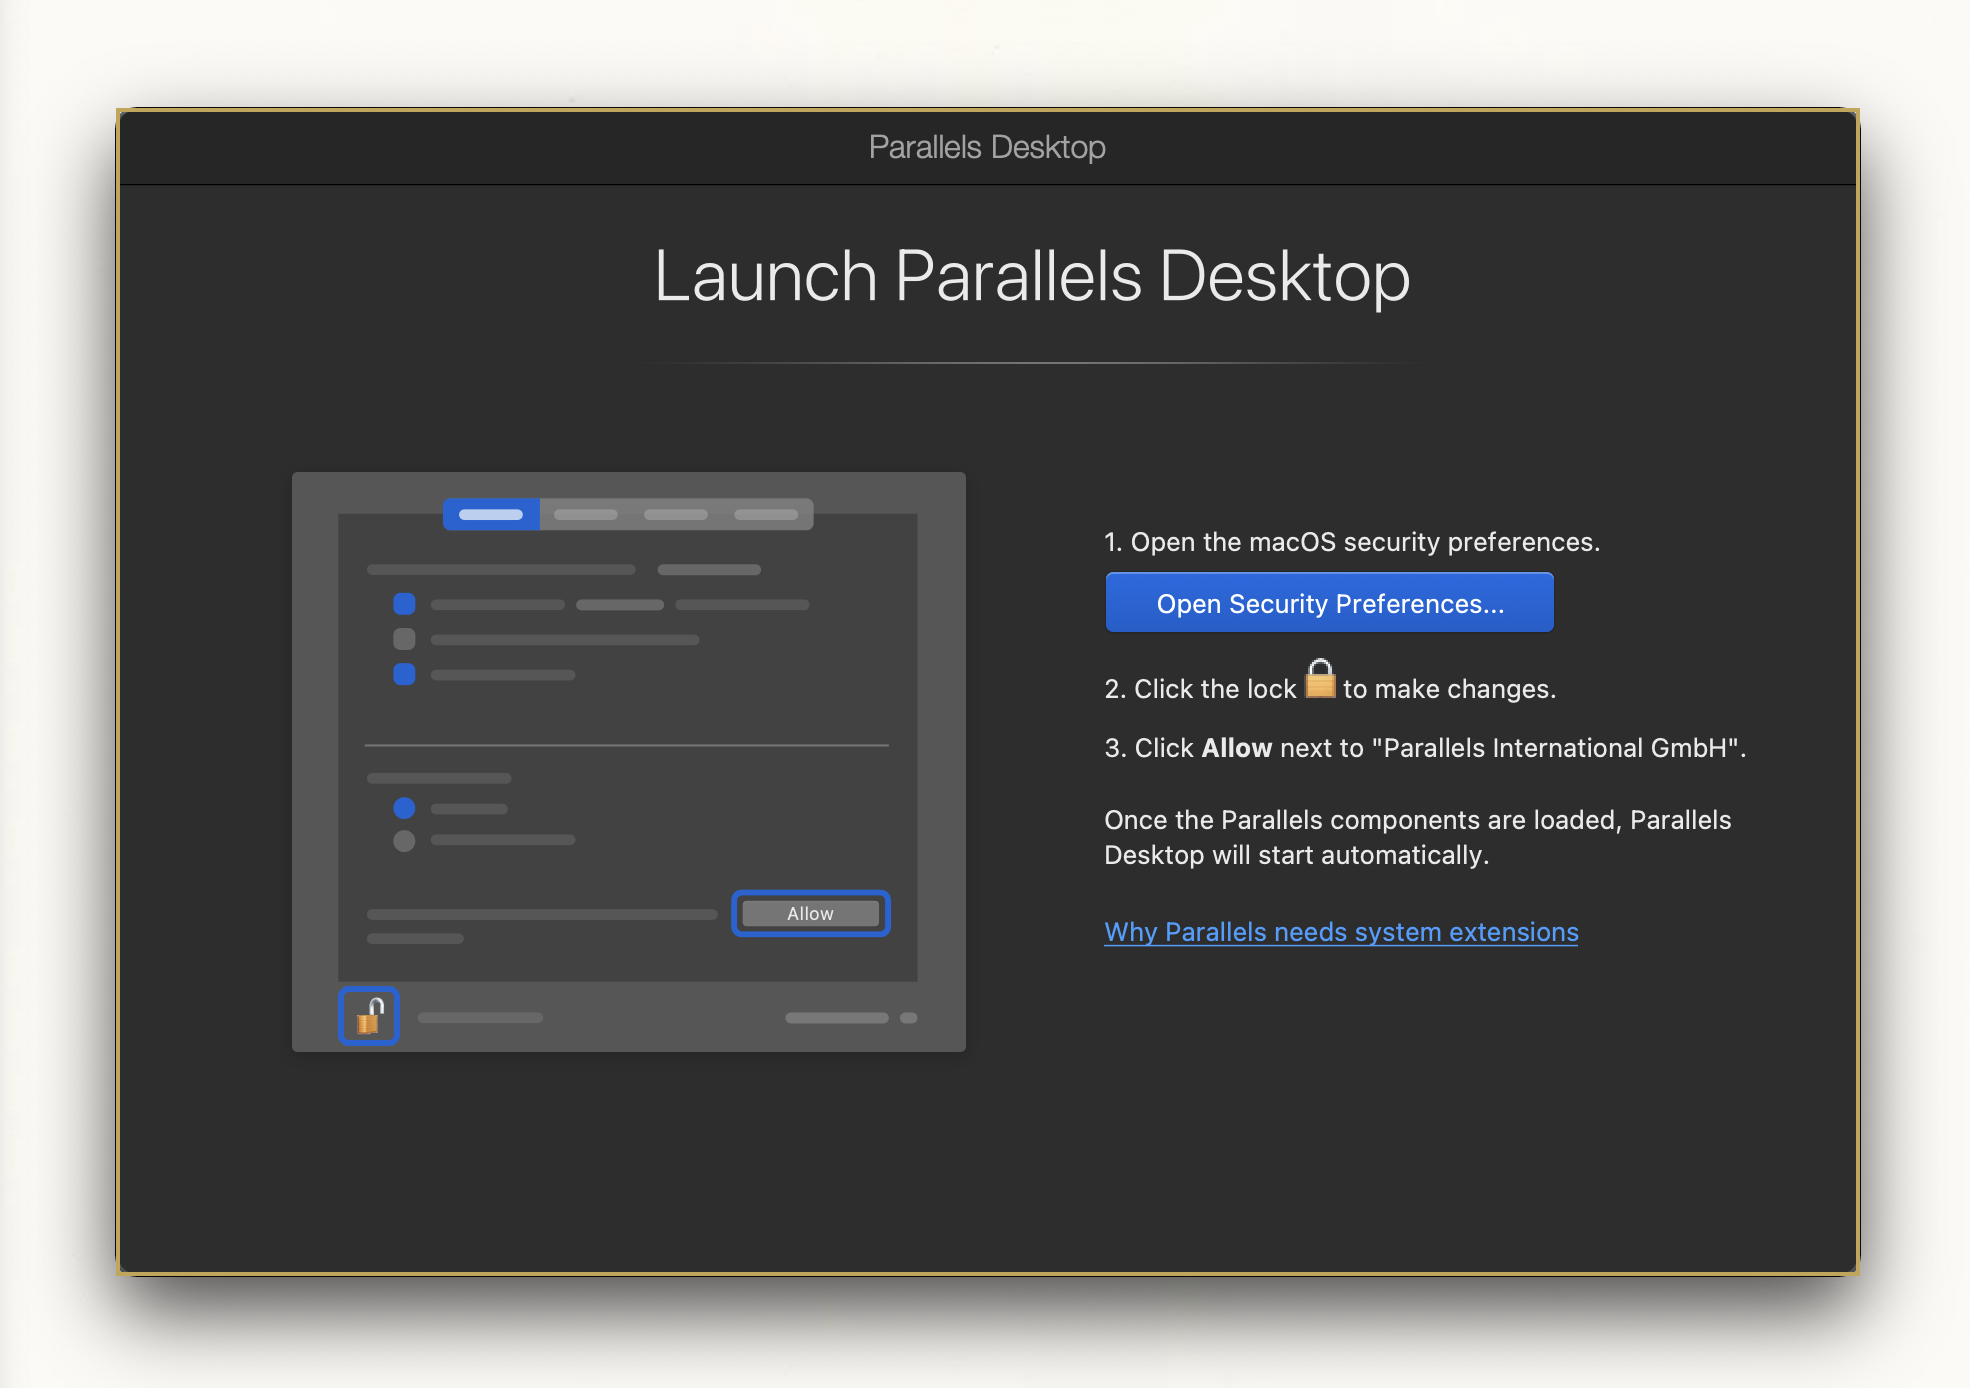 Parallels Desktop
Launch Parallels Desktop
1. Open the macOS security preferences.
Open Security Preferences...
2. Click the lock to make changes.
3. Click Allow next to "Parallels International GmbH".
Once the Parallels components are loaded, Parallels
Desktop will start automatically.
Why Parallels needs system extensions
Allow